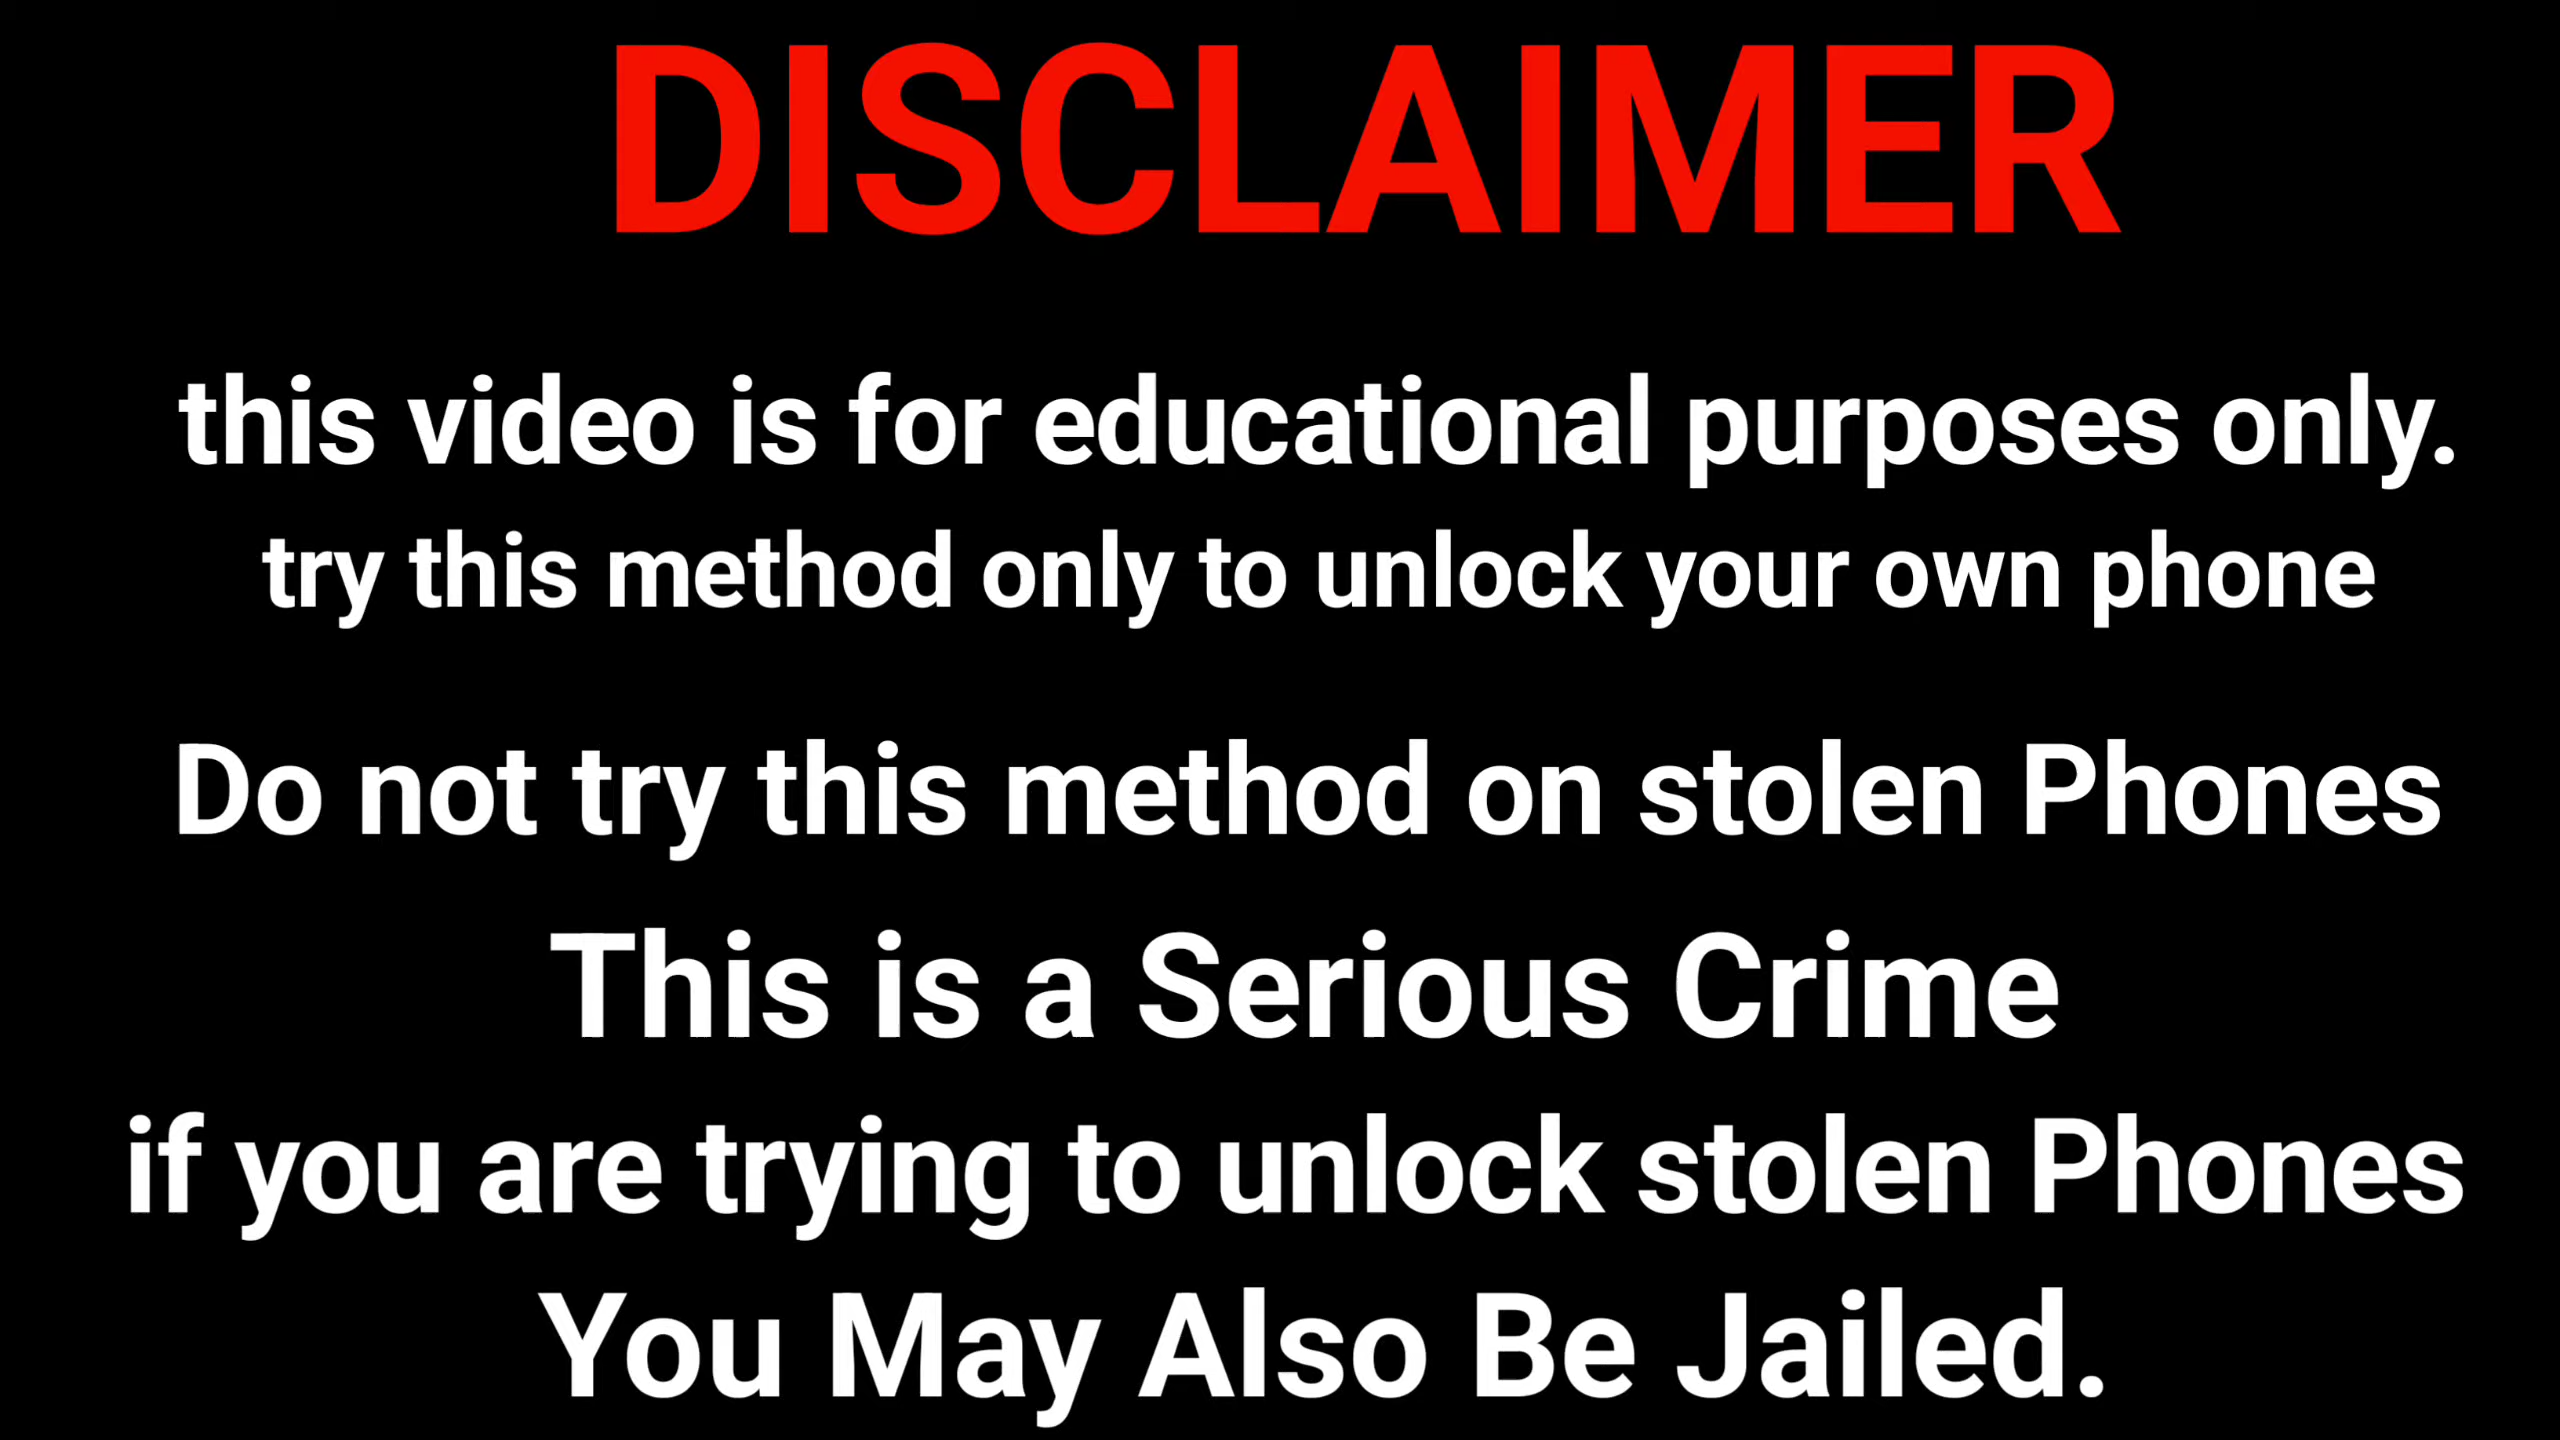 DISCLAIMER
this video is for educational purposes only.
try this method only to unlock your own phone
Do not try this method on stolen Phones
This is a Serious Crime
if you are trying to unlock stolen Phones
You May Also Be Jailed.